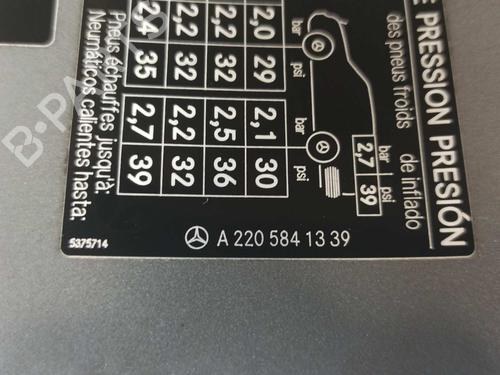 E PRESSION PRESIÓN
des pneus froids de inflado
2,7 39
bar psi bar psi
2,0 29 2,1 30
2,2 32 2,5 36
2,2 32 2,2 32
2,4 35 2,7 39
Pneus échauffés jusqu'à:
Neumáticos calientes hasta:
5375714
A 220 584 13 39
B-PARTS